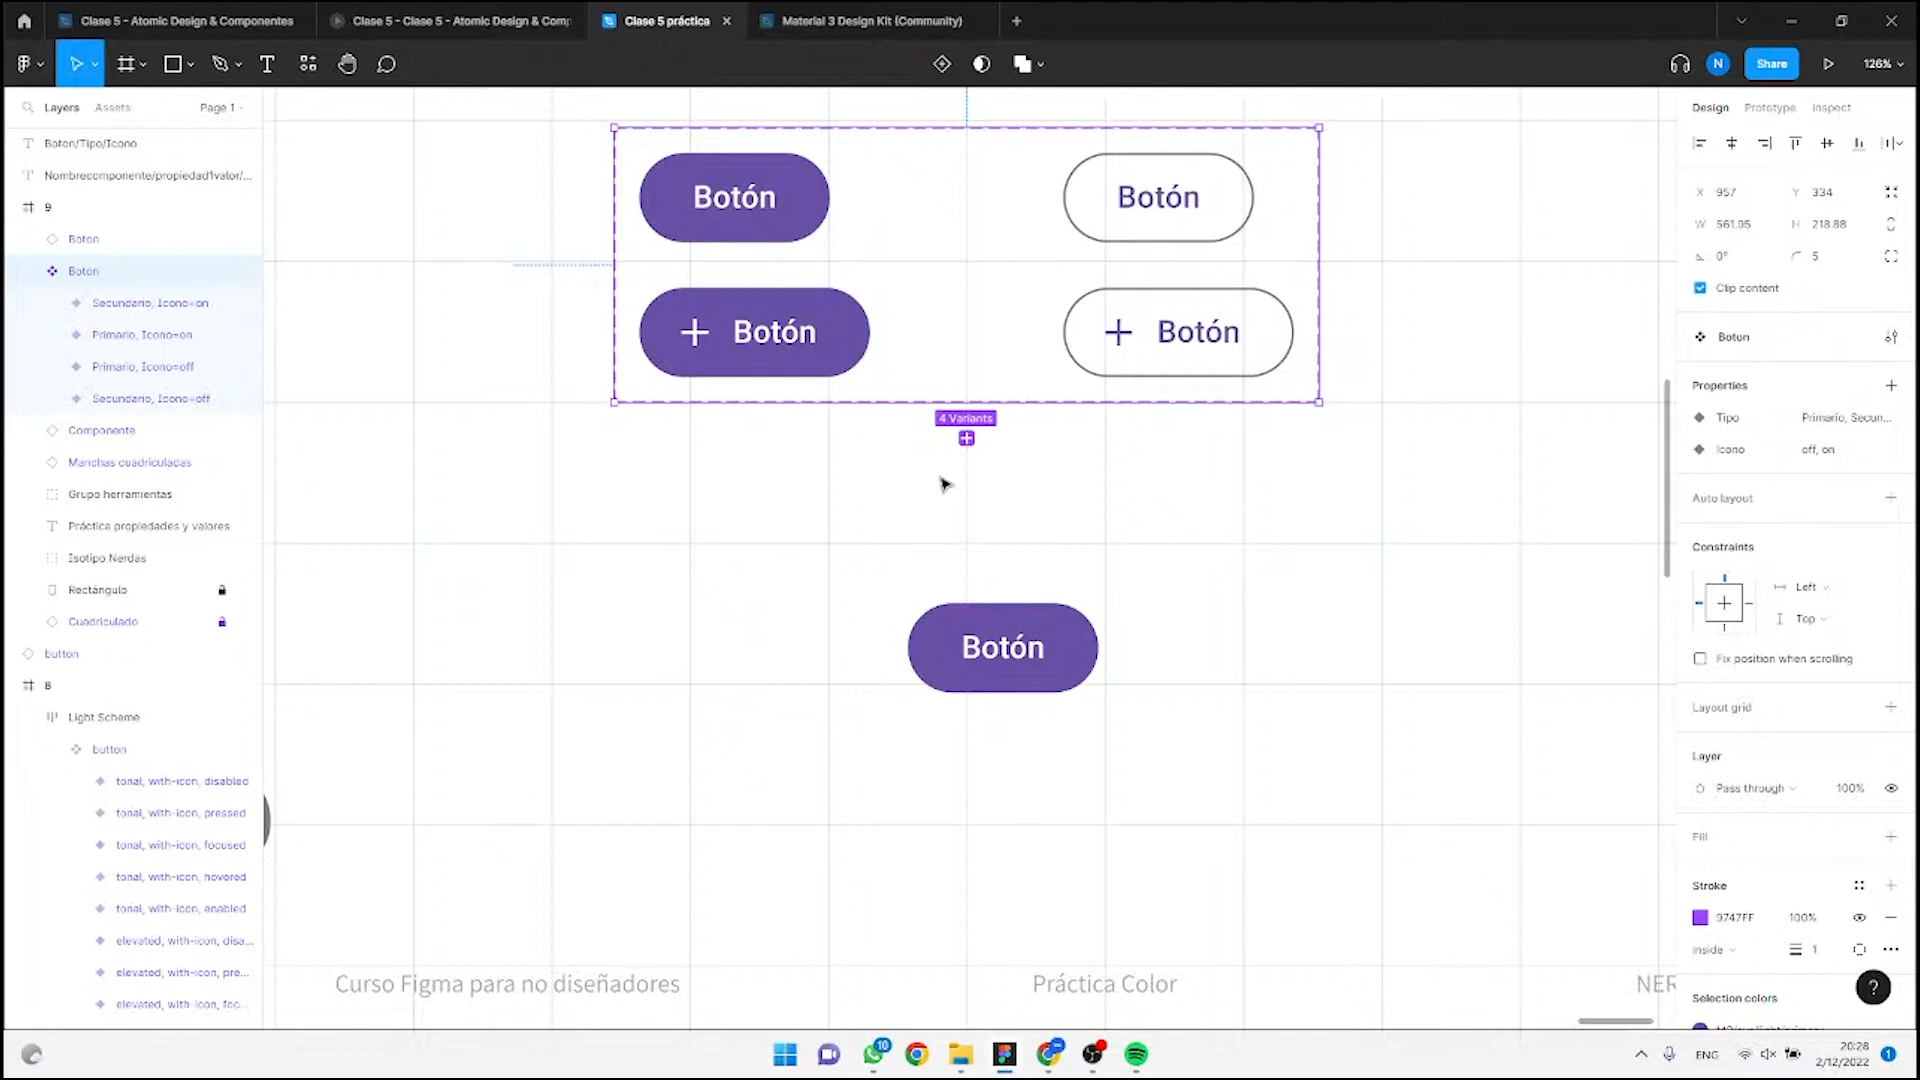 Clase 5 - Atomic Design & Componentes
Clase 5 - Clase 5 - Atomic Design & Com
Clase 5 práctica
Material 3 Design Kit (Community)
N
Share
126%
Layers
Assets
Page 1
Design
Prototype
Inspect
Boton/Tipo/Icono
Nombrecomponente/propiedad1valor/...
9
Boton
Boton
Secundario, Icono=on
Primario, Icono=on
Primario, Icono=off
Secundario, Icono=off
Componente
Manchas cuadriculadas
Grupo herramientas
Práctica propiedades y valores
Isotipo Nerdas
Rectángulo
Cuadriculado
button
8
Light Scheme
button
tonal, with-icon, disabled
tonal, with-icon, pressed
tonal, with-icon, focused
tonal, with-icon, hovered
tonal, with-icon, enabled
elevated, with-icon, disa...
elevated, with-icon, pre...
elevated, with-icon, foc...
Botón
Botón
Botón
Botón
4 Variants
Botón
Curso Figma para no diseñadores
Práctica Color
NER
X 957 Y 334
W 561.95 H 218.88
0° 5
Clip content
Boton
Properties
Tipo Primario, Secun...
Icono off, on
Auto layout
Constraints
Left
Top
Fix position when scrolling
Layout grid
Layer
Pass through 100%
Fill
Stroke
9747FF 100%
Inside 1
Selection colors
?
10
ENG
20:28
2/12/2022
1